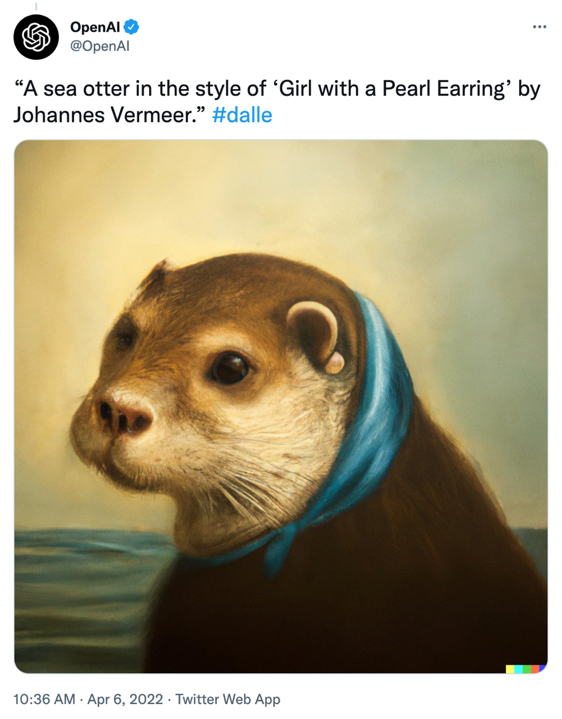 OpenAI
@OpenAI
“A sea otter in the style of ‘Girl with a Pearl Earring’ by
Johannes Vermeer.” #dalle
10:36 AM · Apr 6, 2022 · Twitter Web App